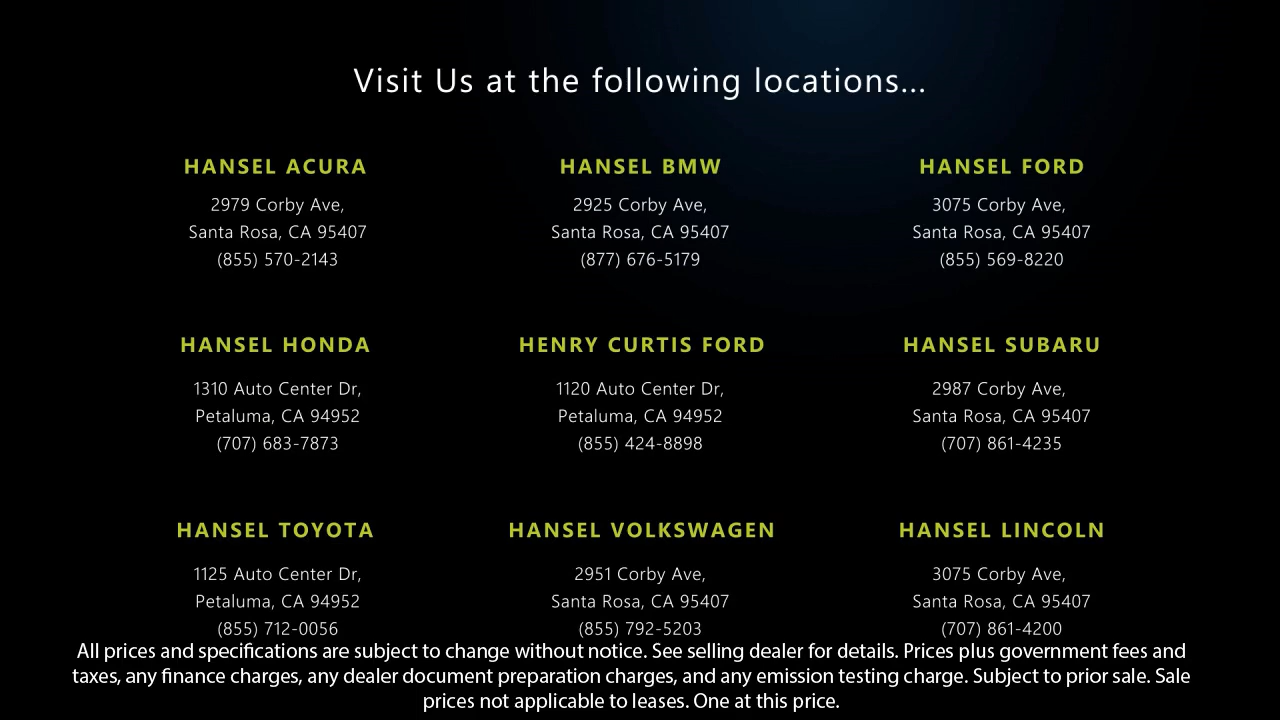 Visit Us at the following locations...
HANSEL ACURA
2979 Corby Ave,
Santa Rosa, CA 95407
(855) 570-2143
HANSEL BMW
2925 Corby Ave,
Santa Rosa, CA 95407
(877) 676-5179
HANSEL FORD
3075 Corby Ave,
Santa Rosa, CA 95407
(855) 569-8220
HANSEL HONDA
1310 Auto Center Dr,
Petaluma, CA 94952
(707) 683-7873
HENRY CURTIS FORD
1120 Auto Center Dr,
Petaluma, CA 94952
(855) 424-8898
HANSEL SUBARU
2987 Corby Ave,
Santa Rosa, CA 95407
(707) 861-4235
HANSEL TOYOTA
1125 Auto Center Dr,
Petaluma, CA 94952
(855) 712-0056
HANSEL VOLKSWAGEN
2951 Corby Ave,
Santa Rosa, CA 95407
(855) 792-5203
HANSEL LINCOLN
3075 Corby Ave,
Santa Rosa, CA 95407
(707) 861-4200
All prices and specifications are subject to change without notice. See selling dealer for details. Prices plus government fees and
taxes, any finance charges, any dealer document preparation charges, and any emission testing charge. Subject to prior sale. Sale
prices not applicable to leases. One at this price.